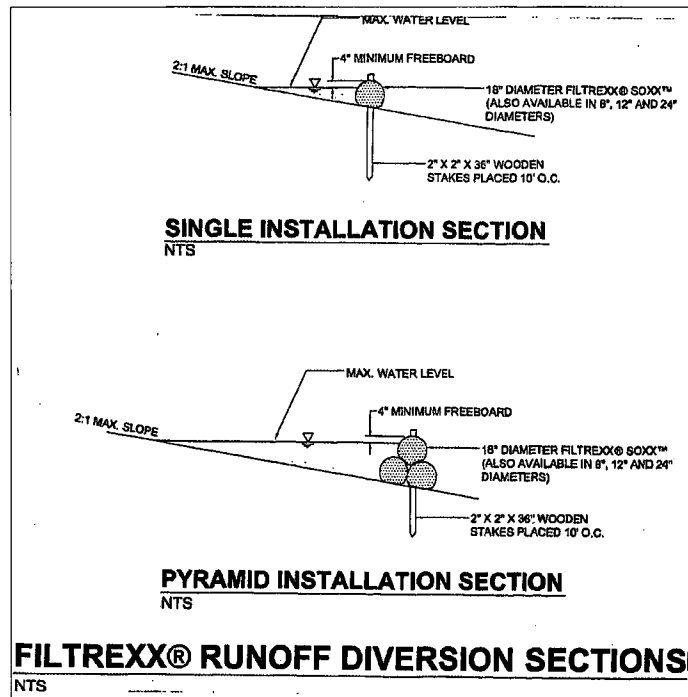 MAX. WATER LEVEL
4" MINIMUM FREEBOARD
2:1 MAX. SLOPE
18" DIAMETER FILTREXX® SOXX™
(ALSO AVAILABLE IN 8", 12" AND 24"
DIAMETERS)
2" X 2" X 36" WOODEN
STAKES PLACED 10' O.C.
SINGLE INSTALLATION SECTION
NTS
MAX. WATER LEVEL
4" MINIMUM FREEBOARD
2:1 MAX. SLOPE
18" DIAMETER FILTREXX® SOXX™
(ALSO AVAILABLE IN 8", 12" AND 24"
DIAMETERS)
2" X 2" X 36" WOODEN
STAKES PLACED 10' O.C.
PYRAMID INSTALLATION SECTION
NTS
FILTREXX® RUNOFF DIVERSION SECTIONS
NTS